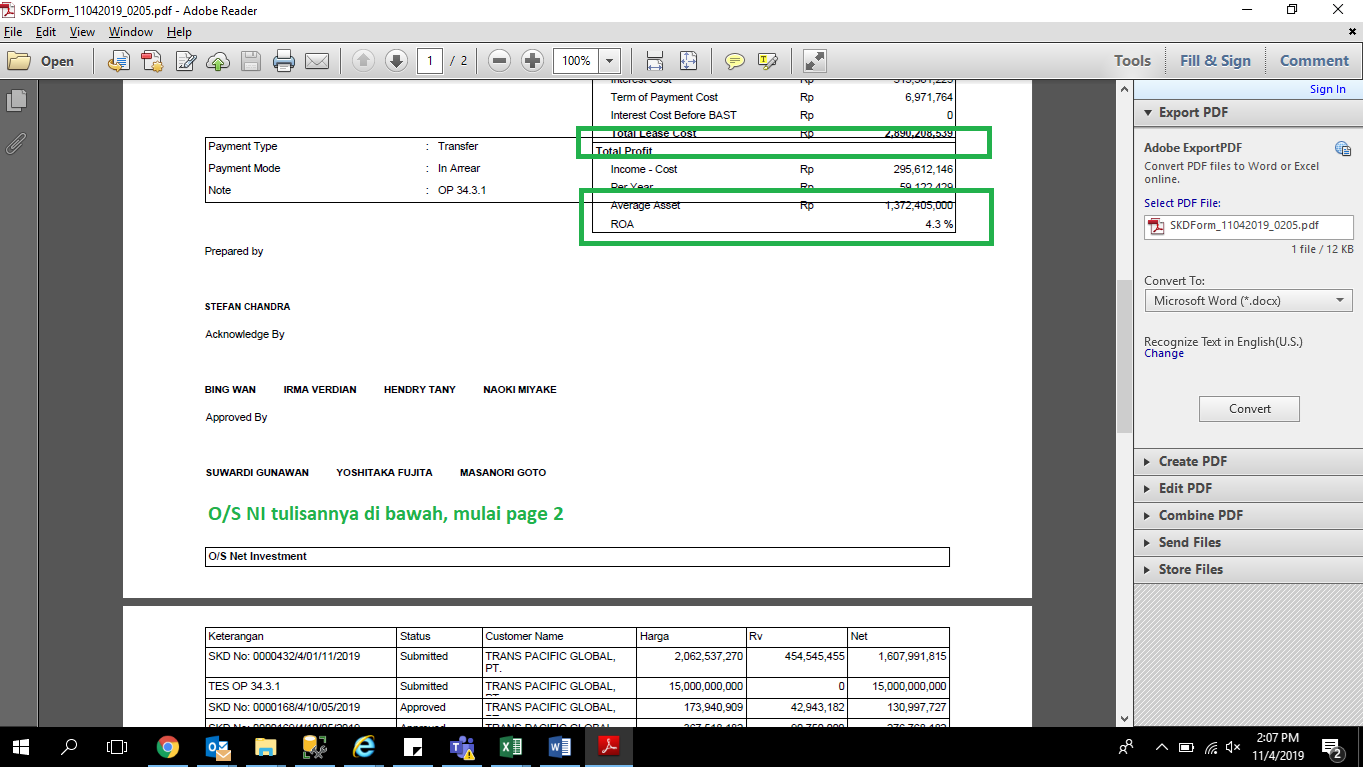 SKDForm_11042019_0205.pdf - Adobe Reader
File Edit View Window Help
Open 1 / 2 100% Tools Fill & Sign Comment
Sign In
Export PDF
Adobe ExportPDF
Convert PDF files to Word or Excel
online.
Select PDF File:
SKDForm_11042019_0205.pdf
1 file / 12 KB
Convert To:
Microsoft Word (*.docx)
Recognize Text in English(U.S.)
Change
Convert
Create PDF
Edit PDF
Combine PDF
Send Files
Store Files
Interest Cost Rp
Term of Payment Cost Rp 6,971,764
Interest Cost Before BAST Rp 0
Total Lease Cost Rp 2,890,208,539
Total Profit
Income - Cost Rp 295,612,146
Per Year Rp 59,122,429
Average Asset Rp 1,372,405,000
ROA 4.3 %
Payment Type : Transfer
Payment Mode : In Arrear
Note : OP 34.3.1
Prepared by
STEFAN CHANDRA
Acknowledge By
BING WAN IRMA VERDIAN HENDRY TANY NAOKI MIYAKE
Approved By
SUWARDI GUNAWAN YOSHITAKA FUJITA MASANORI GOTO
O/S NI tulisannya di bawah, mulai page 2
O/S Net Investment
Keterangan Status Customer Name Harga Rv Net
SKD No: 0000432/4/01/11/2019 Submitted TRANS PACIFIC GLOBAL, PT. 2,062,537,270 454,545,455 1,607,991,815
TES OP 34.3.1 Submitted TRANS PACIFIC GLOBAL, 15,000,000,000 0 15,000,000,000
SKD No: 0000168/4/10/05/2019 Approved TRANS PACIFIC GLOBAL, 173,940,909 42,943,182 130,997,727
2:07 PM
11/4/2019
2